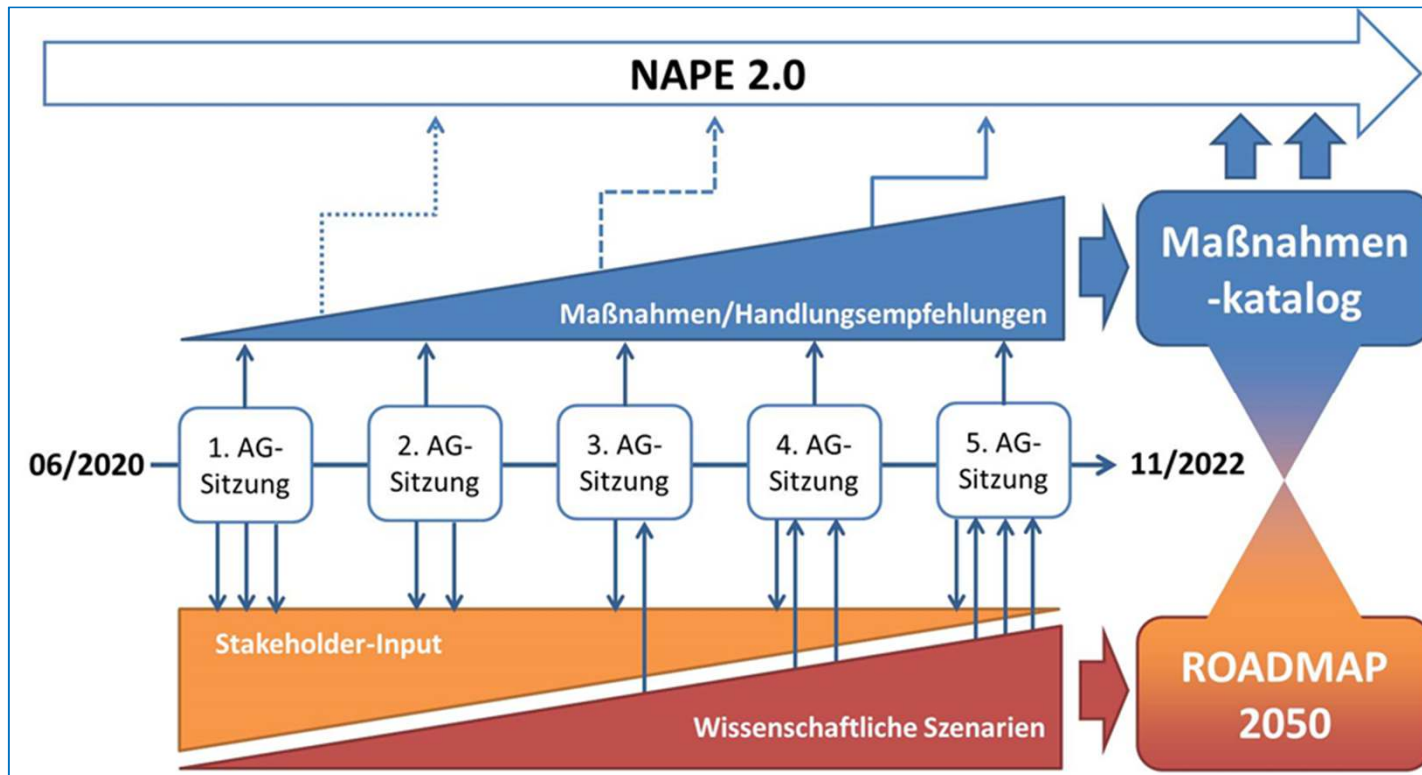 NAPE 2.0
Maßnahmen
-katalog
Maßnahmen/Handlungsempfehlungen
06/2020
1. AG-
Sitzung
2. AG-
Sitzung
3. AG-
Sitzung
4. AG-
Sitzung
5. AG-
Sitzung
11/2022
Stakeholder-Input
Wissenschaftliche Szenarien
ROADMAP
2050